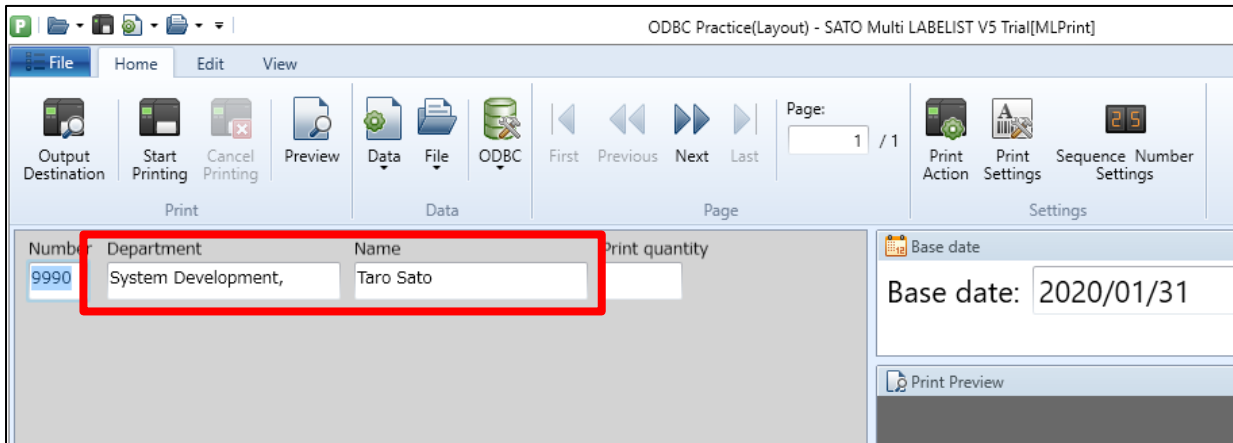 P
ODBC Practice(Layout) - SATO Multi LABELIST V5 Trial[MLPrint]
File Home Edit View
Output Destination
Start Printing
Cancel Printing
Preview
Data
File
ODBC
First
Previous
Next
Last
Page:
1 / 1
Print Action
Print Settings
25
Sequence Number Settings
Print
Data
Page
Settings
Number Department Name Print quantity
9990 System Development, Taro Sato
Base date
Base date: 2020/01/31
Print Preview